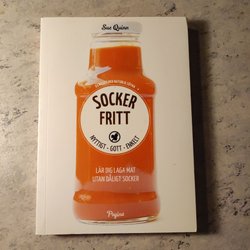 Sue Quinn
SOCKER
FRITT
NYTTIGT - GOTT - ENKELT
LÄR DIG LAGA MAT
UTAN DÅLIGT SOCKER
Pagina